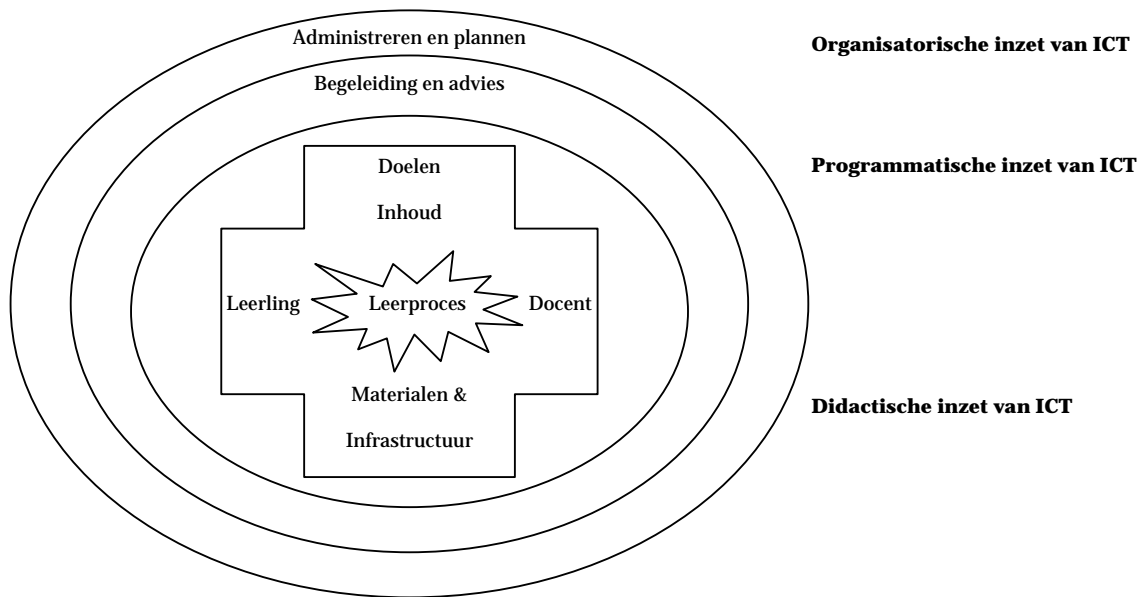 Administreren en plannen
Organisatorische inzet van ICT
Begeleiding en advies
Doelen
Programmatische inzet van ICT
Inhoud
Leerling
Leerproces
Docent
Materialen &
Didactische inzet van ICT
Infrastructuur